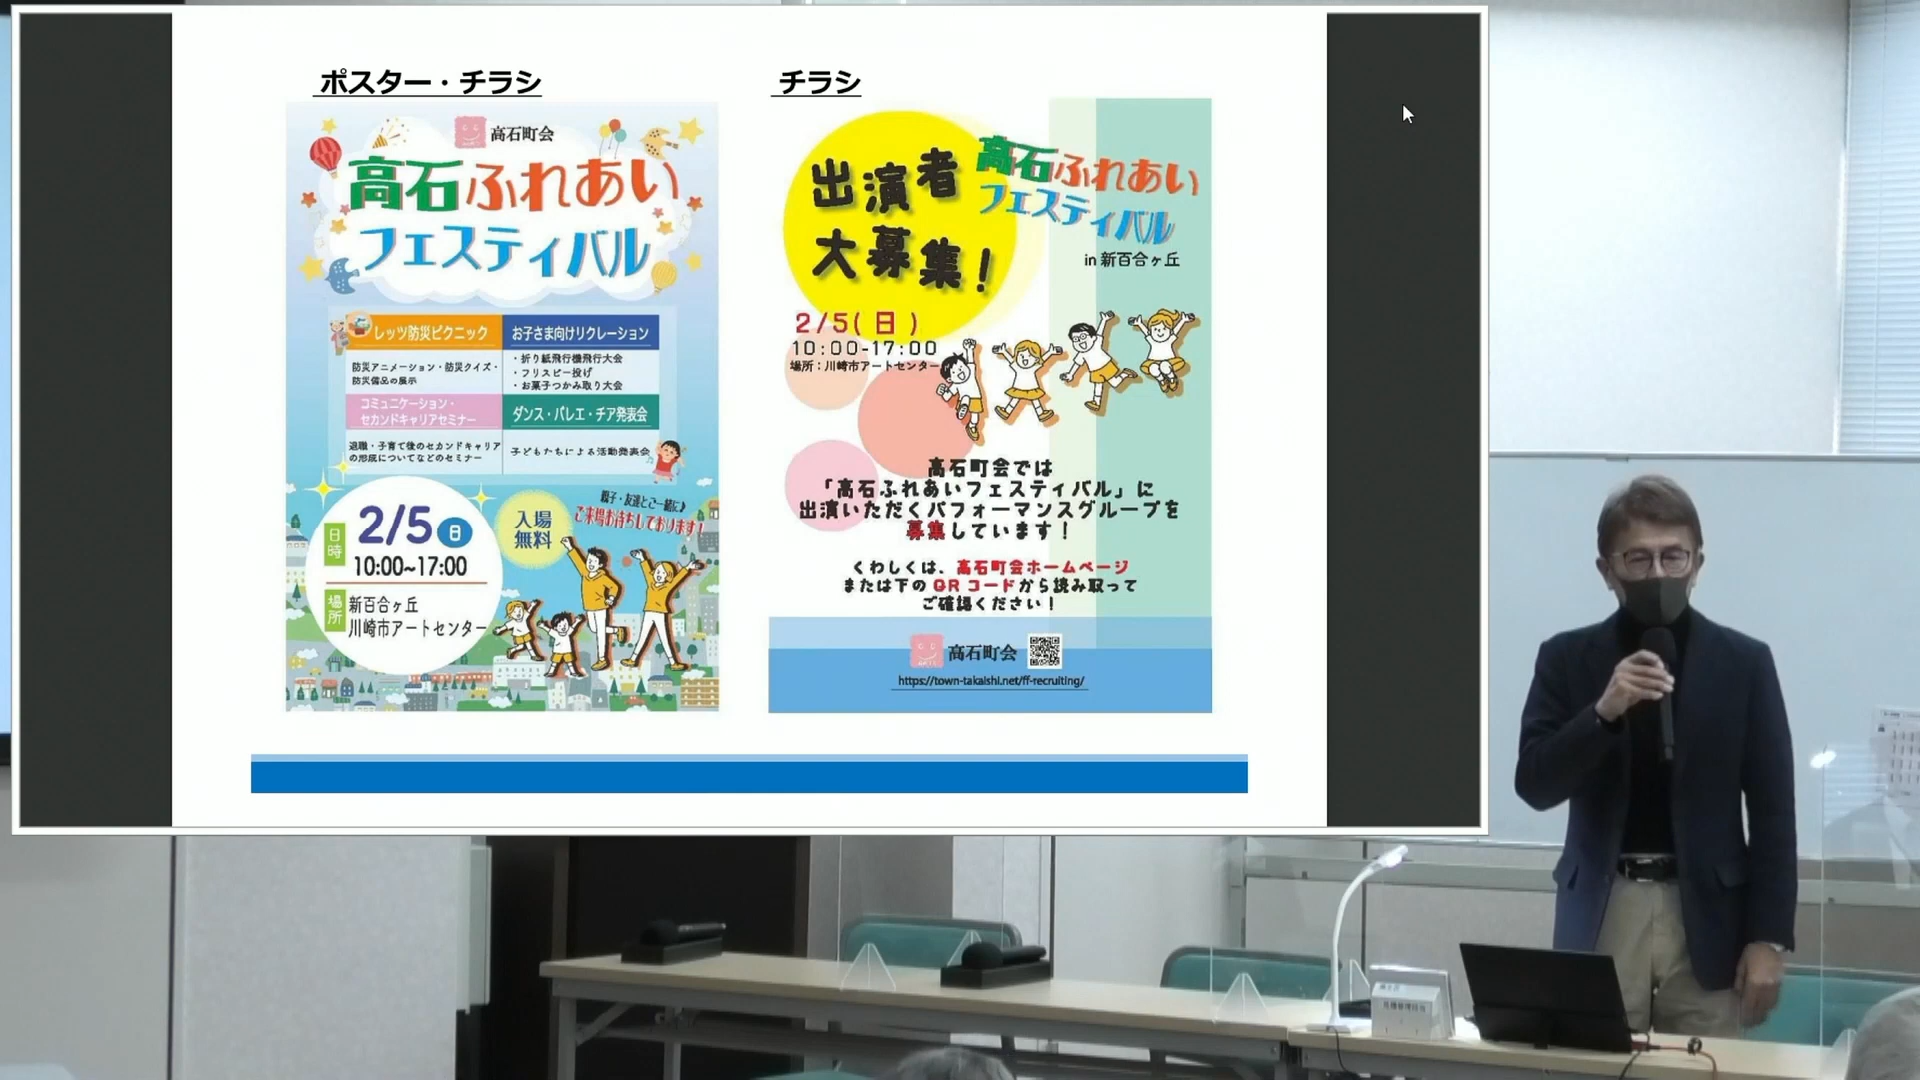 ポスター・チラシ
高石町会
高石ふれあい
フェスティバル
レッツ防災ピクニック
お子さま向けリクレーション
防災アニメーション・防災クイズ・
防災備品の展示
・折り紙飛行機飛行大会
・フリスビー投げ
・お菓子つかみ取り大会
コミュニケーション・
セカンドキャリアセミナー
ダンス・バレエ・チア発表会
退職・子育て後のセカンドキャリア
の形成についてなどのセミナー
子どもたちによる活動発表会
日時
2/5 日
10:00~17:00
場所
新百合ヶ丘
川崎市アートセンター
入場
無料
親子・友達とご一緒に♪
ご来場お待ちしております!
チラシ
出演者
大募集!
高石ふれあい
フェスティバル
in 新百合ヶ丘
2/5(日)
10:00-17:00
場所:川崎市アートセンター
高石町会では
「高石ふれあいフェスティバル」に
出演いただくパフォーマンスグループを
募集しています!
くわしくは、高石町会ホームページ
または下のQRコードから読み取って
ご確認ください!
高石町会
https://town-takaishi.net/ff-recruiting/